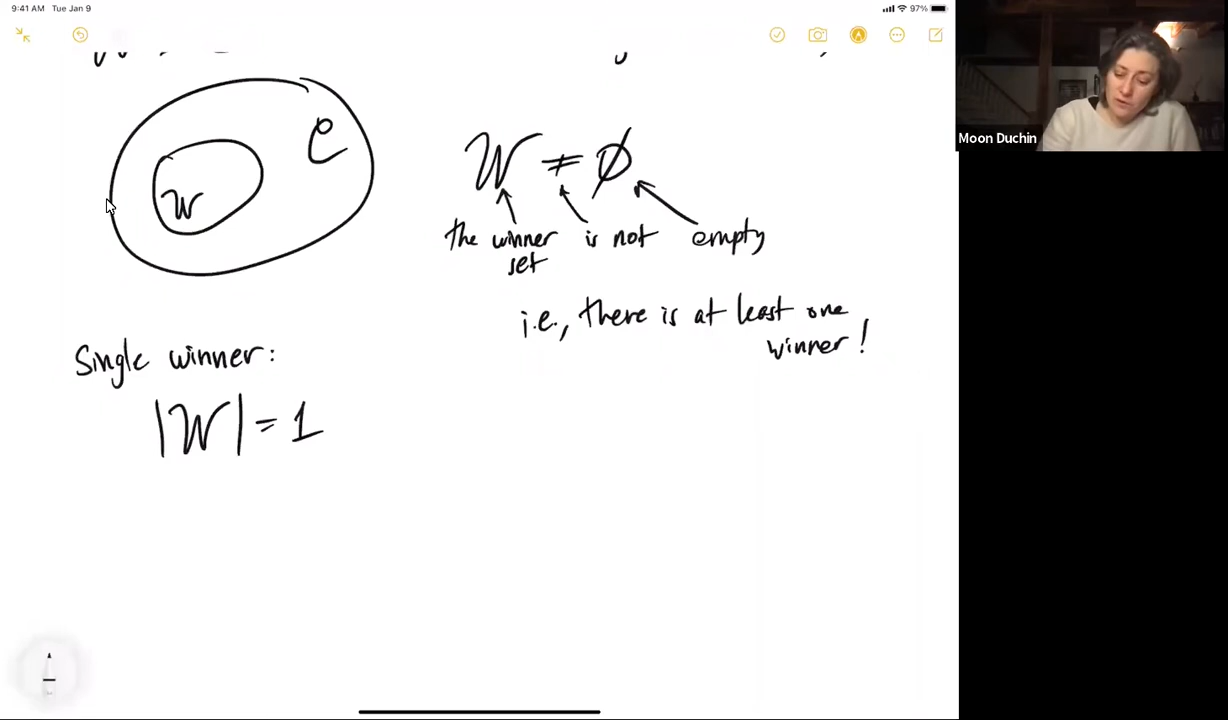 9:41 AM Tue Jan 9
97%
Moon Duchin
C
W
W ≠ ∅
the winner set
is not
empty
i.e., there is at least one
winner!
Single winner:
|W| = 1